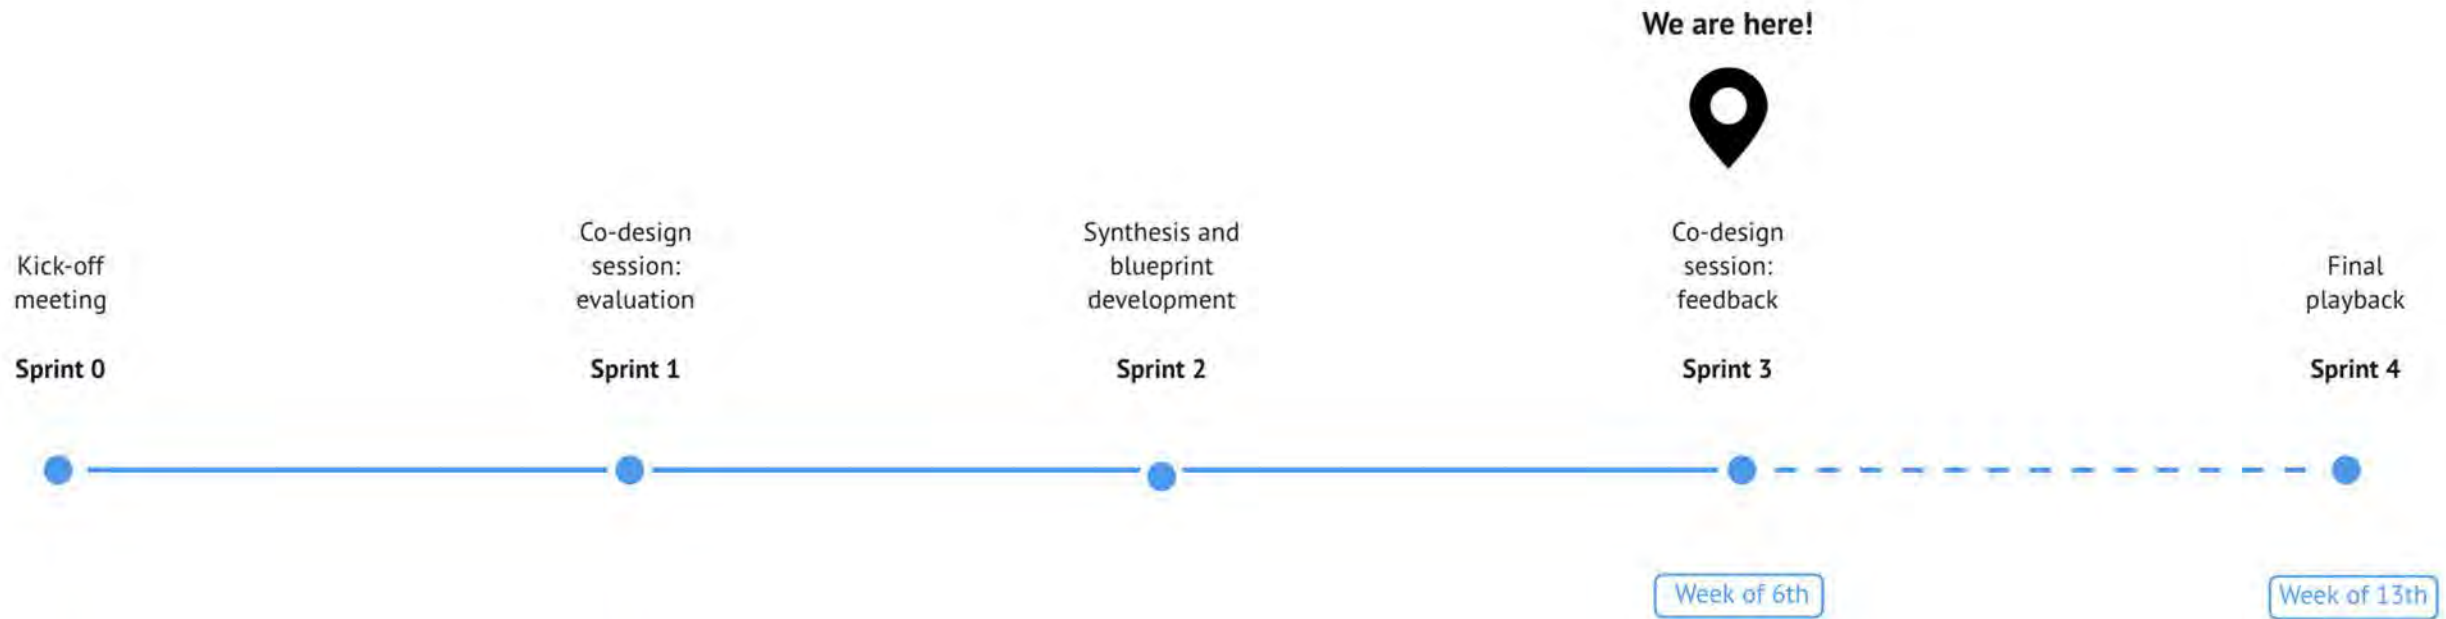 We are here!
Kick-off
meeting
Sprint 0
Co-design
session:
evaluation
Sprint 1
Synthesis and
blueprint
development
Sprint 2
Co-design
session:
feedback
Sprint 3
Final
playback
Sprint 4
Week of 6th
Week of 13th